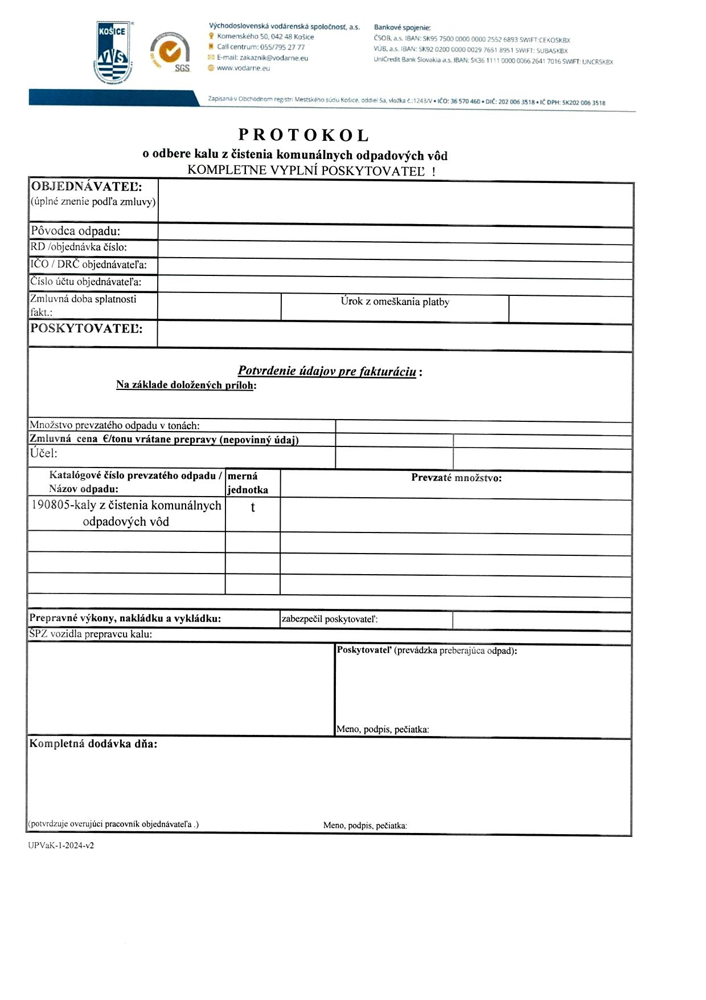 KOŠICE
VVS
SGS
Východoslovenská vodárenská spoločnosť, a.s.
Komenského 50, 042 48 Košice
Call centrum: 055/795 27 77
E-mail: zakaznik@vodarne.eu
www.vodarne.eu
Bankové spojenie:
ČSOB, a.s. IBAN: SK95 7500 0000 0000 2552 6893 SWIFT:CEKOSKBX
VÚB, a.s. IBAN: SK92 0200 0000 0029 7651 8951 SWIFT: SUBASKBX
UniCredit Bank Slovakia a.s. IBAN: SK36 1111 0000 0066 2641 7016 SWIFT: UNCRSKBX
Zapísaná v Obchodnom registri Mestského súdu Košice, oddiel Sa, vložka č.:1243/V • IČO: 36 570 460 • DIČ: 202 006 3518 • IČ DPH: SK202 006 3518
P R O T O K O L
o odbere kalu z čistenia komunálnych odpadových vôd
KOMPLETNE VYPLNÍ POSKYTOVATEĽ !
OBJEDNÁVATEĽ:
(úplné znenie podľa zmluvy)
Pôvodca odpadu:
RD /objednávka číslo:
IČO / DRČ objednávateľa:
Číslo účtu objednávateľa:
Zmluvná doba splatnosti
fakt.:
Úrok z omeškania platby
POSKYTOVATEĽ:
Potvrdenie údajov pre fakturáciu :
Na základe doložených príloh:
Množstvo prevzatého odpadu v tonách:
Zmluvná cena €/tonu vrátane prepravy (nepovinný údaj)
Účel:
Katalógové číslo prevzatého odpadu /
Názov odpadu:
merná
jednotka
Prevzaté množstvo:
190805-kaly z čistenia komunálnych
odpadových vôd
t
Prepravné výkony, nakládku a vykládku:
zabezpečil poskytovateľ:
ŠPZ vozidla prepravcu kalu:
Poskytovateľ (prevádzka preberajúca odpad):
Meno, podpis, pečiatka:
Kompletná dodávka dňa:
(potvrdzuje overujúci pracovník objednávateľa .)
Meno, podpis, pečiatka:
UPVaK-1-2024-v2